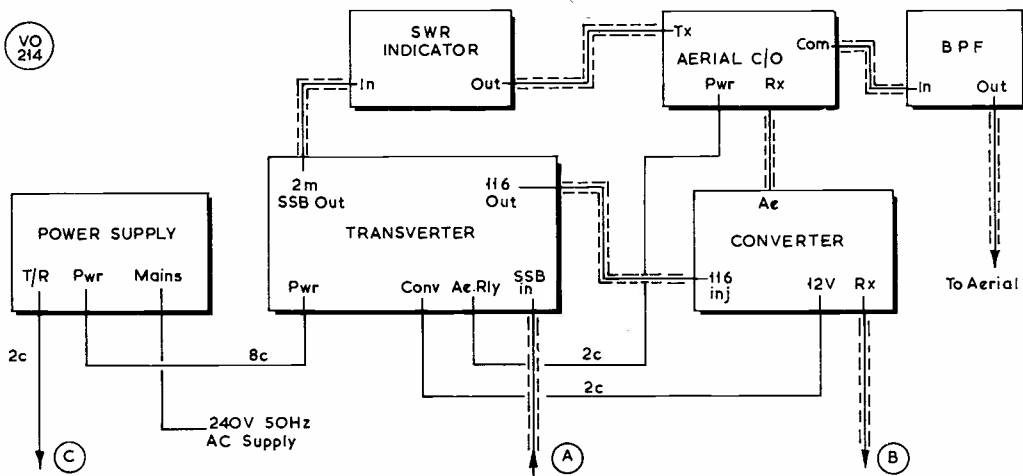 VO
214
SWR
INDICATOR
In
Out
Tx
Com
AERIAL C/O
Pwr
Rx
BPF
In
Out
2m
SSB Out
116
Out
TRANSVERTER
Pwr
Conv
Ae.Rly
SSB
in
POWER SUPPLY
T/R
Pwr
Mains
Ae
CONVERTER
116
inj
12V
Rx
To Aerial
2c
8c
2c
2c
240V 50Hz
AC Supply
C
A
B